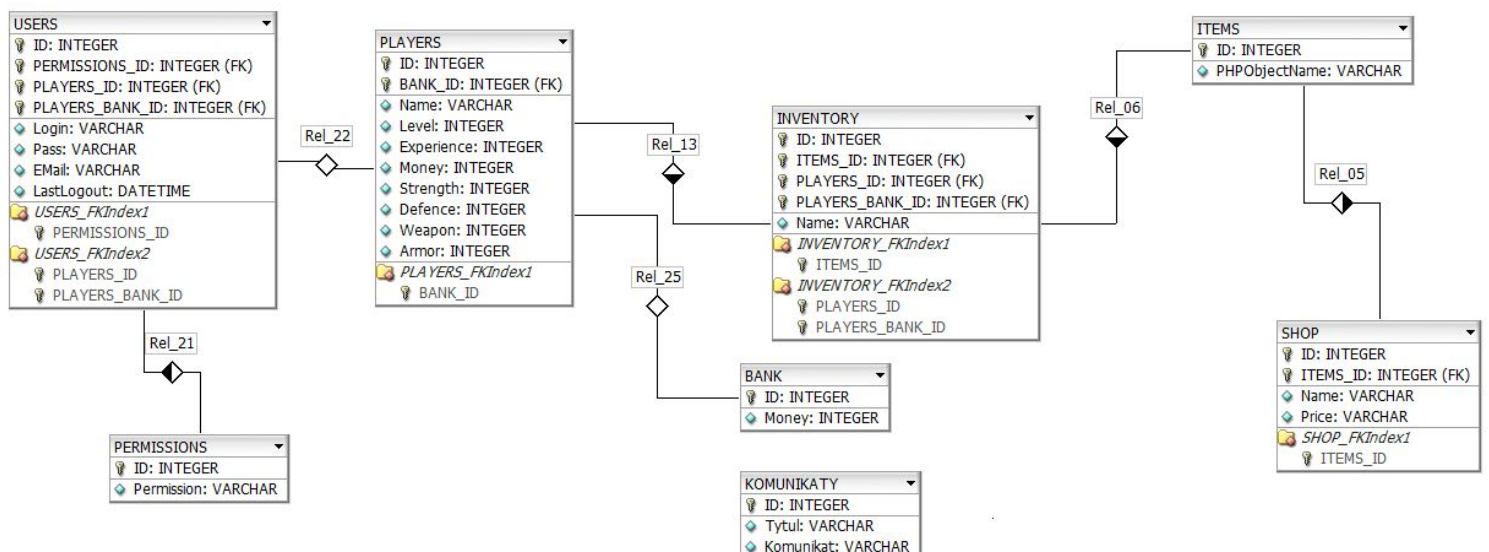 USERS
ID: INTEGER
PERMISSIONS_ID: INTEGER (FK)
PLAYERS_ID: INTEGER (FK)
PLAYERS_BANK_ID: INTEGER (FK)
Login: VARCHAR
Pass: VARCHAR
EMail: VARCHAR
LastLogout: DATETIME
USERS_FKIndex1
PERMISSIONS_ID
USERS_FKIndex2
PLAYERS_ID
PLAYERS_BANK_ID
Rel_22
PLAYERS
ID: INTEGER
BANK_ID: INTEGER (FK)
Name: VARCHAR
Level: INTEGER
Experience: INTEGER
Money: INTEGER
Strength: INTEGER
Defence: INTEGER
Weapon: INTEGER
Armor: INTEGER
PLAYERS_FKIndex1
BANK_ID
Rel_13
Rel_25
INVENTORY
ID: INTEGER
ITEMS_ID: INTEGER (FK)
PLAYERS_ID: INTEGER (FK)
PLAYERS_BANK_ID: INTEGER (FK)
Name: VARCHAR
INVENTORY_FKIndex1
ITEMS_ID
INVENTORY_FKIndex2
PLAYERS_ID
PLAYERS_BANK_ID
Rel_06
ITEMS
ID: INTEGER
PHPObjectName: VARCHAR
Rel_05
SHOP
ID: INTEGER
ITEMS_ID: INTEGER (FK)
Name: VARCHAR
Price: VARCHAR
SHOP_FKIndex1
ITEMS_ID
Rel_21
PERMISSIONS
ID: INTEGER
Permission: VARCHAR
BANK
ID: INTEGER
Money: INTEGER
KOMUNIKATY
ID: INTEGER
Tytul: VARCHAR
Komunikat: VARCHAR